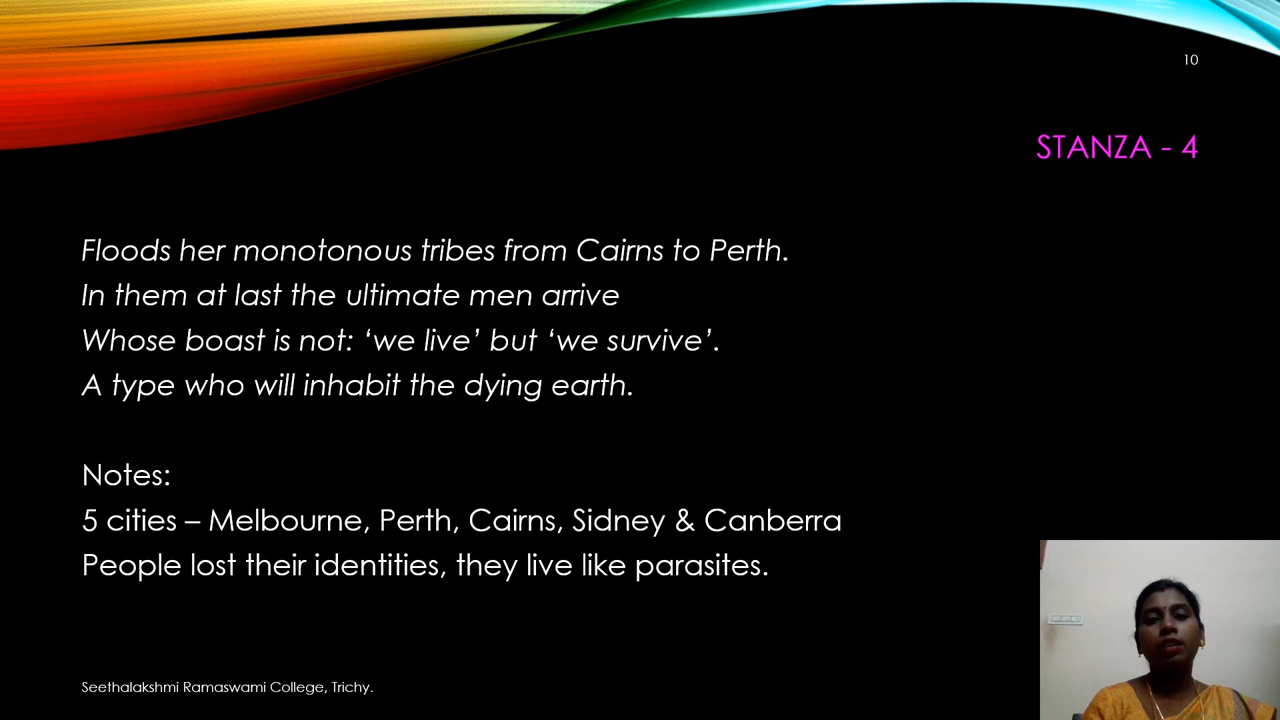 10
STANZA - 4
Floods her monotonous tribes from Cairns to Perth.
In them at last the ultimate men arrive
Whose boast is not: ‘we live’ but ‘we survive’.
A type who will inhabit the dying earth.
Notes:
5 cities – Melbourne, Perth, Cairns, Sidney & Canberra
People lost their identities, they live like parasites.
Seethalakshmi Ramaswami College, Trichy.